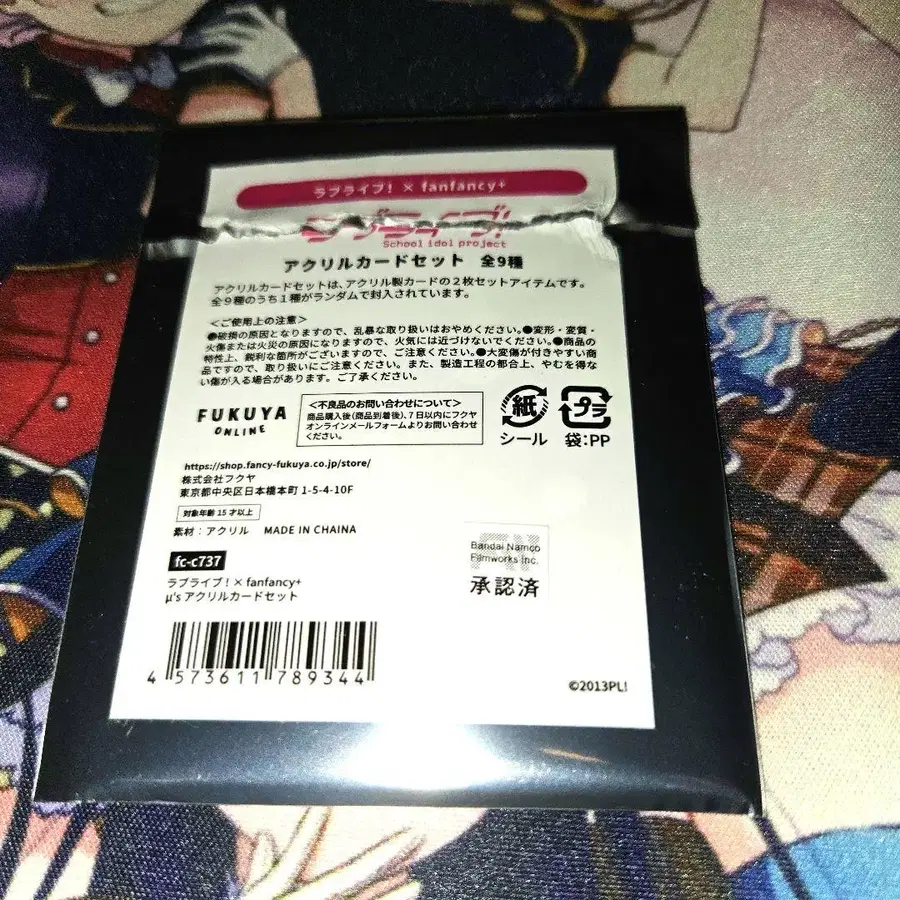 ラブライブ! × fanfancy+
ラブライブ!
School idol project
アクリルカードセット 全9種
アクリルカードセットは、アクリル製カードの2枚セットアイテムです。
全9種のうち1種がランダムで封入されています。
<ご使用上の注意>
●破損の原因となりますので、乱暴な取り扱いはおやめください。●変形・変質・
火傷または火災の原因になりますので、火気には近づけないでください。●商品の
特性上、鋭利な箇所がございますので、ご注意ください。●大変傷が付きやすい商
品ですので、取り扱いにご注意ください。また、製造工程の都合上、やむを得な
い傷が入る場合があります。ご了承ください。
FUKUYA
ONLINE
<不良品のお問い合わせについて>
商品購入後(商品到着後)、7日以内にフクヤ
オンラインメールフォームよりお問い合わせ
ください。
紙
シール
プラ
袋:PP
https://shop.fancy-fukuya.co.jp/store/
株式会社フクヤ
東京都中央区日本橋本町 1-5-4-10F
対象年齢 15 才以上
素材:アクリル MADE IN CHAINA
fc-c737
ラブライブ!× fanfancy+
μ's アクリルカードセット
Bandai Namco
Filmworks Inc.
承認済
4 573611 789344
©2013PL!